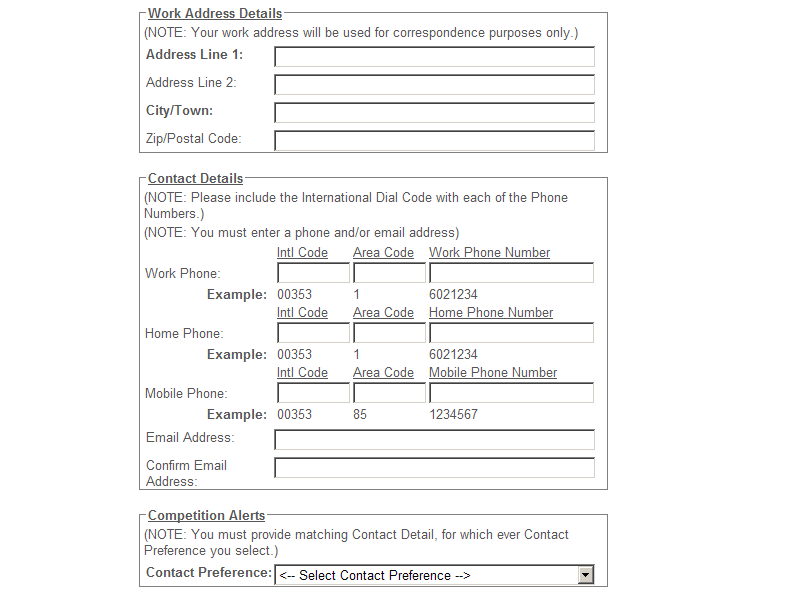 Work Address Details
(NOTE: Your work address will be used for correspondence purposes only.)
Address Line 1:
Address Line 2:
City/Town:
Zip/Postal Code:
Contact Details
(NOTE: Please include the International Dial Code with each of the Phone
Numbers.)
(NOTE: You must enter a phone and/or email address)
Intl Code Area Code Work Phone Number
Work Phone:
Example: 00353 1 6021234
Intl Code Area Code Home Phone Number
Home Phone:
Example: 00353 1 6021234
Intl Code Area Code Mobile Phone Number
Mobile Phone:
Example: 00353 85 1234567
Email Address:
Confirm Email
Address:
Competition Alerts
(NOTE: You must provide matching Contact Detail, for which ever Contact
Preference you select.)
Contact Preference: <-- Select Contact Preference -->